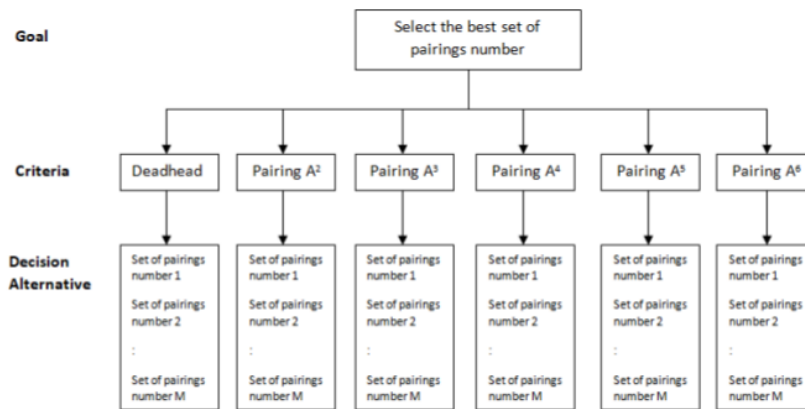 Goal
Select the best set of
pairings number
Criteria
Deadhead
Pairing A²
Pairing A³
Pairing A⁴
Pairing A⁵
Pairing A⁶
Decision
Alternative
Set of pairings
number 1
Set of pairings
number 2
:
Set of pairings
number M
Set of pairings
number 1
Set of pairings
number 2
:
Set of pairings
number M
Set of pairings
number 1
Set of pairings
number 2
:
Set of pairings
number M
Set of pairings
number 1
Set of pairings
number 2
:
Set of pairings
number M
Set of pairings
number 1
Set of pairings
number 2
:
Set of pairings
number M
Set of pairings
number 1
Set of pairings
number 2
:
Set of pairings
number M